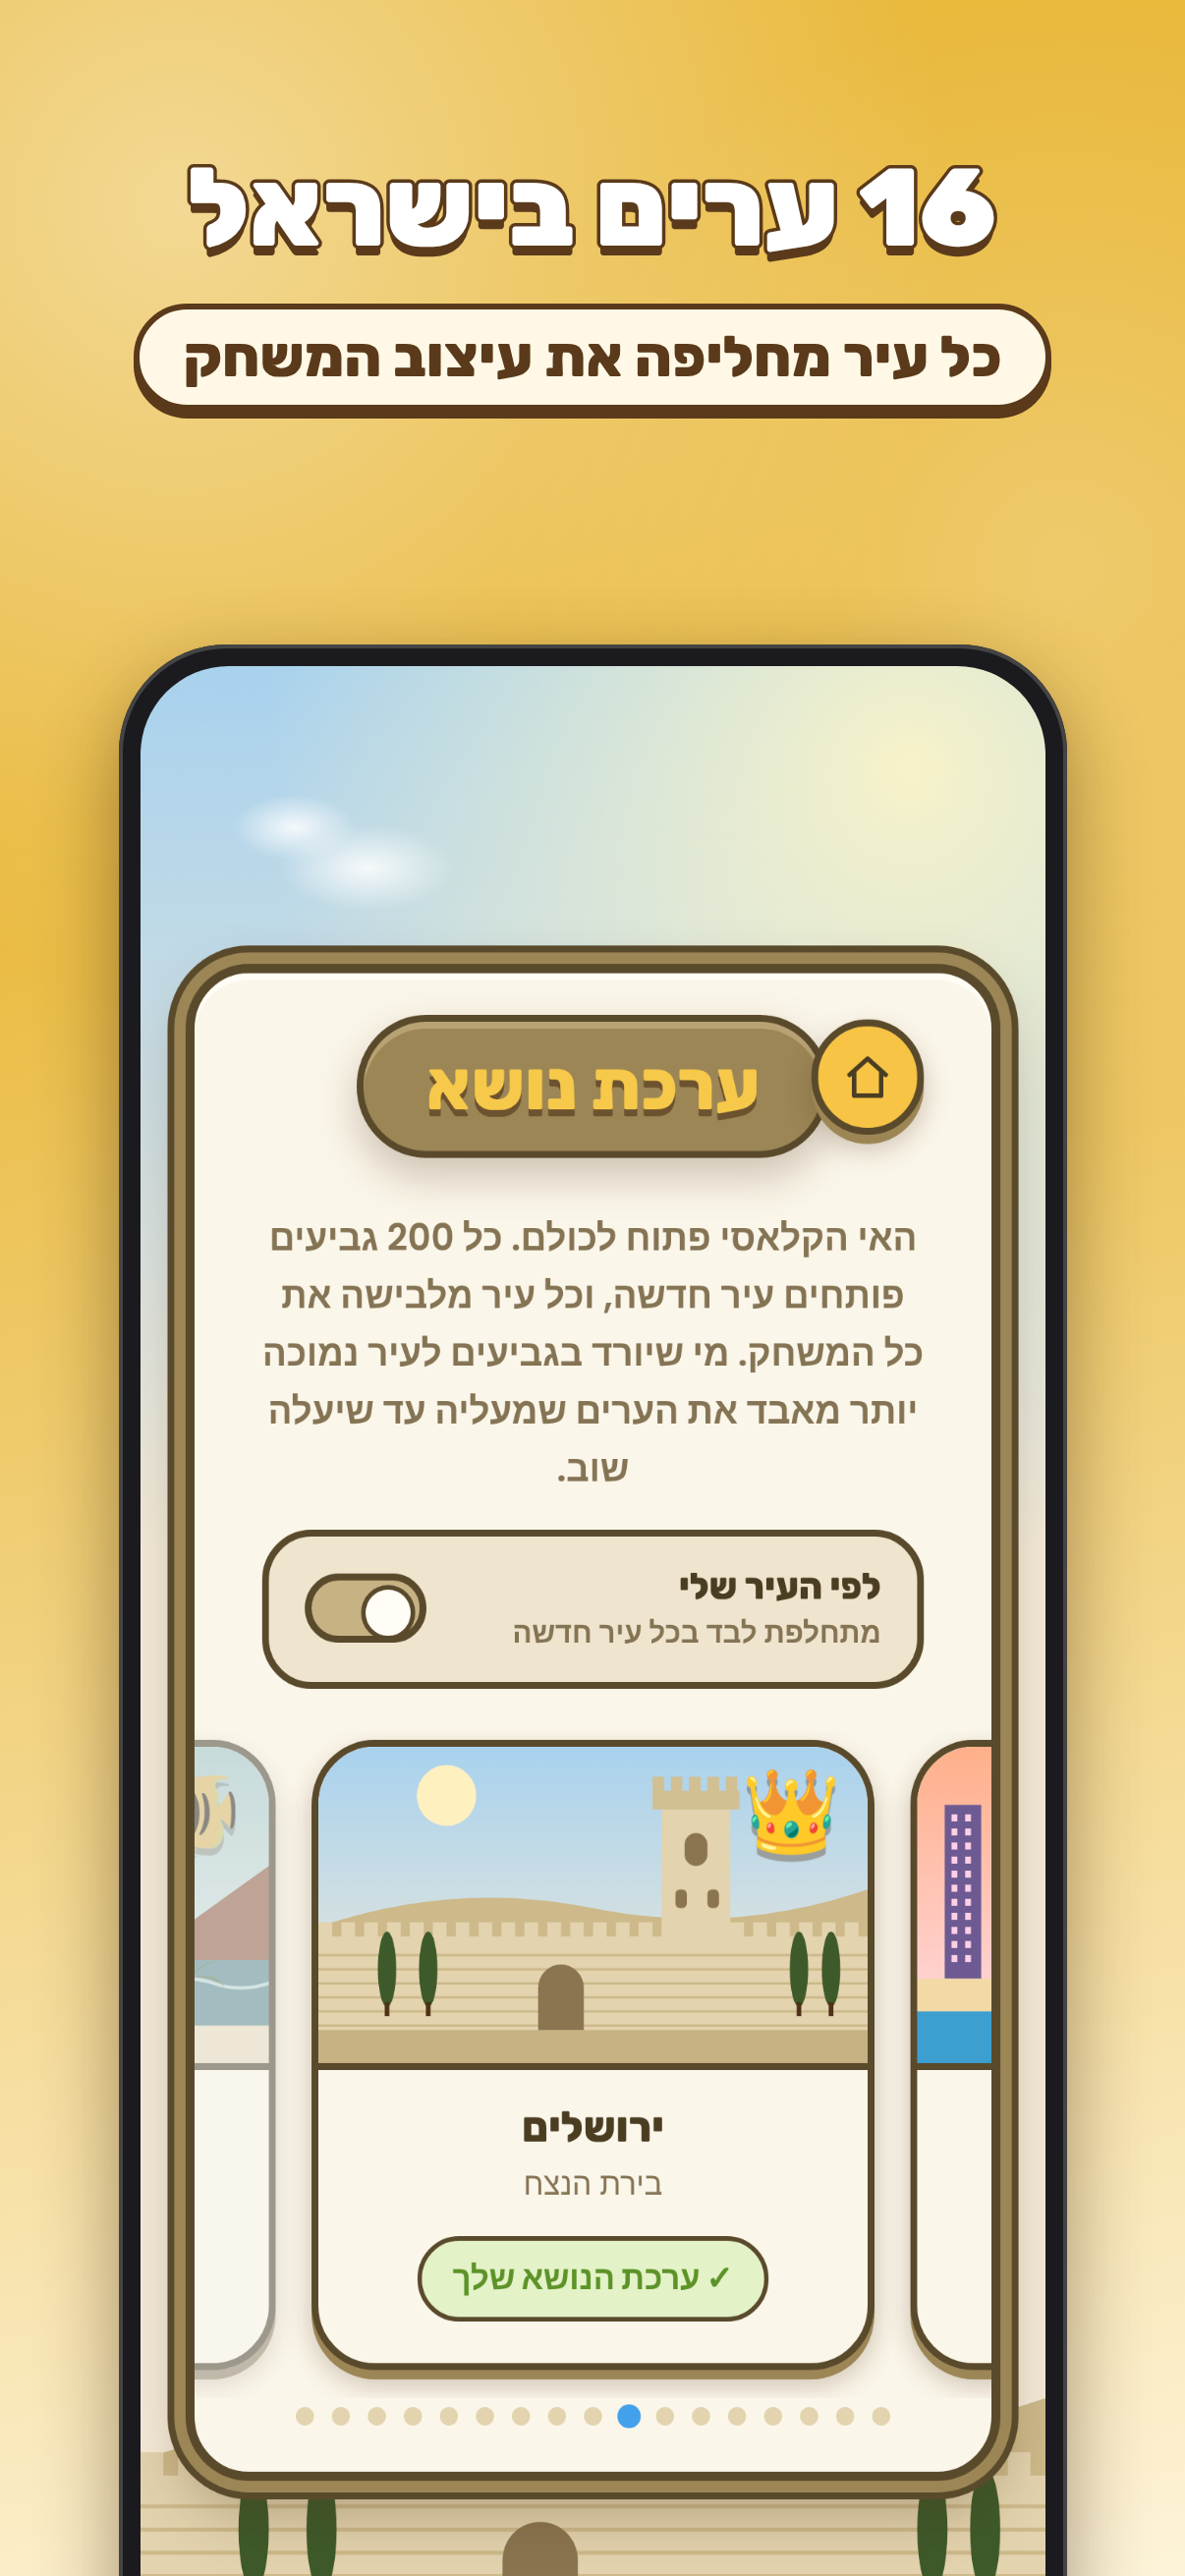 16 ערים בישראל
כל עיר מחליפה את עיצוב המשחק
ערכת נושא
האי הקלאסי פתוח לכולם. כל 200 גביעים
פותחים עיר חדשה, וכל עיר מלבישה את
כל המשחק. מי שיורד בגביעים לעיר נמוכה
יותר מאבד את הערים שמעליה עד שיעלה
שוב.
לפי העיר שלי
מתחלפת לבד בכל עיר חדשה
ירושלים
בירת הנצח
✓ ערכת הנושא שלך